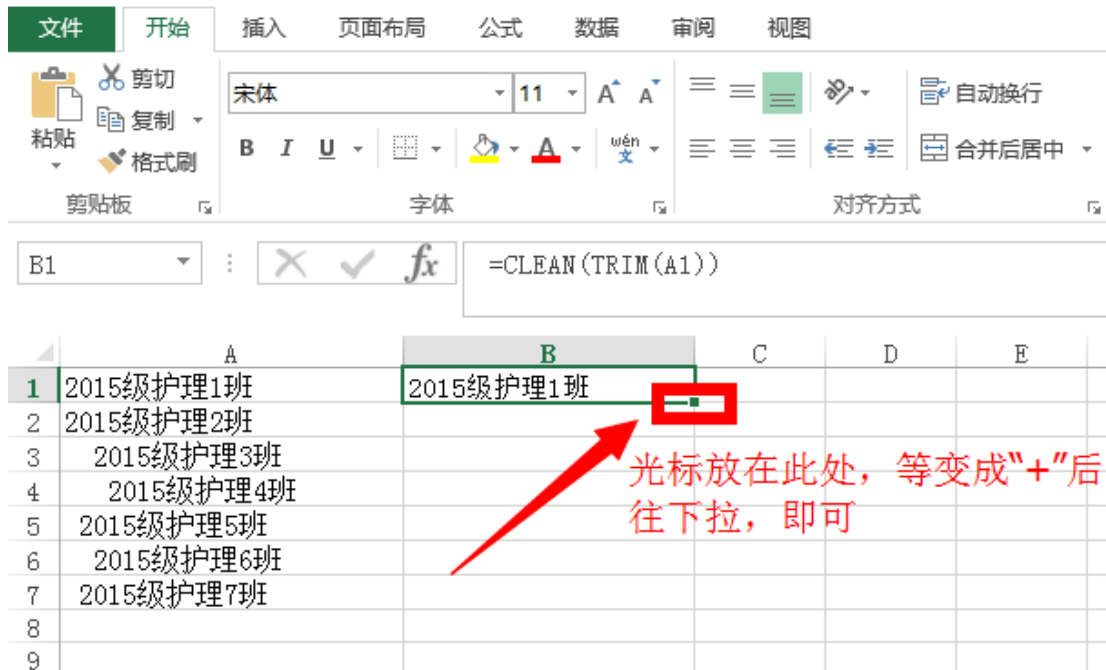 文件 开始 插入 页面布局 公式 数据 审阅 视图
剪切
宋体 11 A A 自动换行
复制
粘贴
B I U A wén 文 合并后居中
格式刷
剪贴板 字体 对齐方式
B1 fx =CLEAN(TRIM(A1))
A B C D E
1 2015级护理1班 2015级护理1班
2 2015级护理2班
3 2015级护理3班
光标放在此处，等变成“+”后
4 2015级护理4班
往下拉，即可
5 2015级护理5班
6 2015级护理6班
7 2015级护理7班
8
9